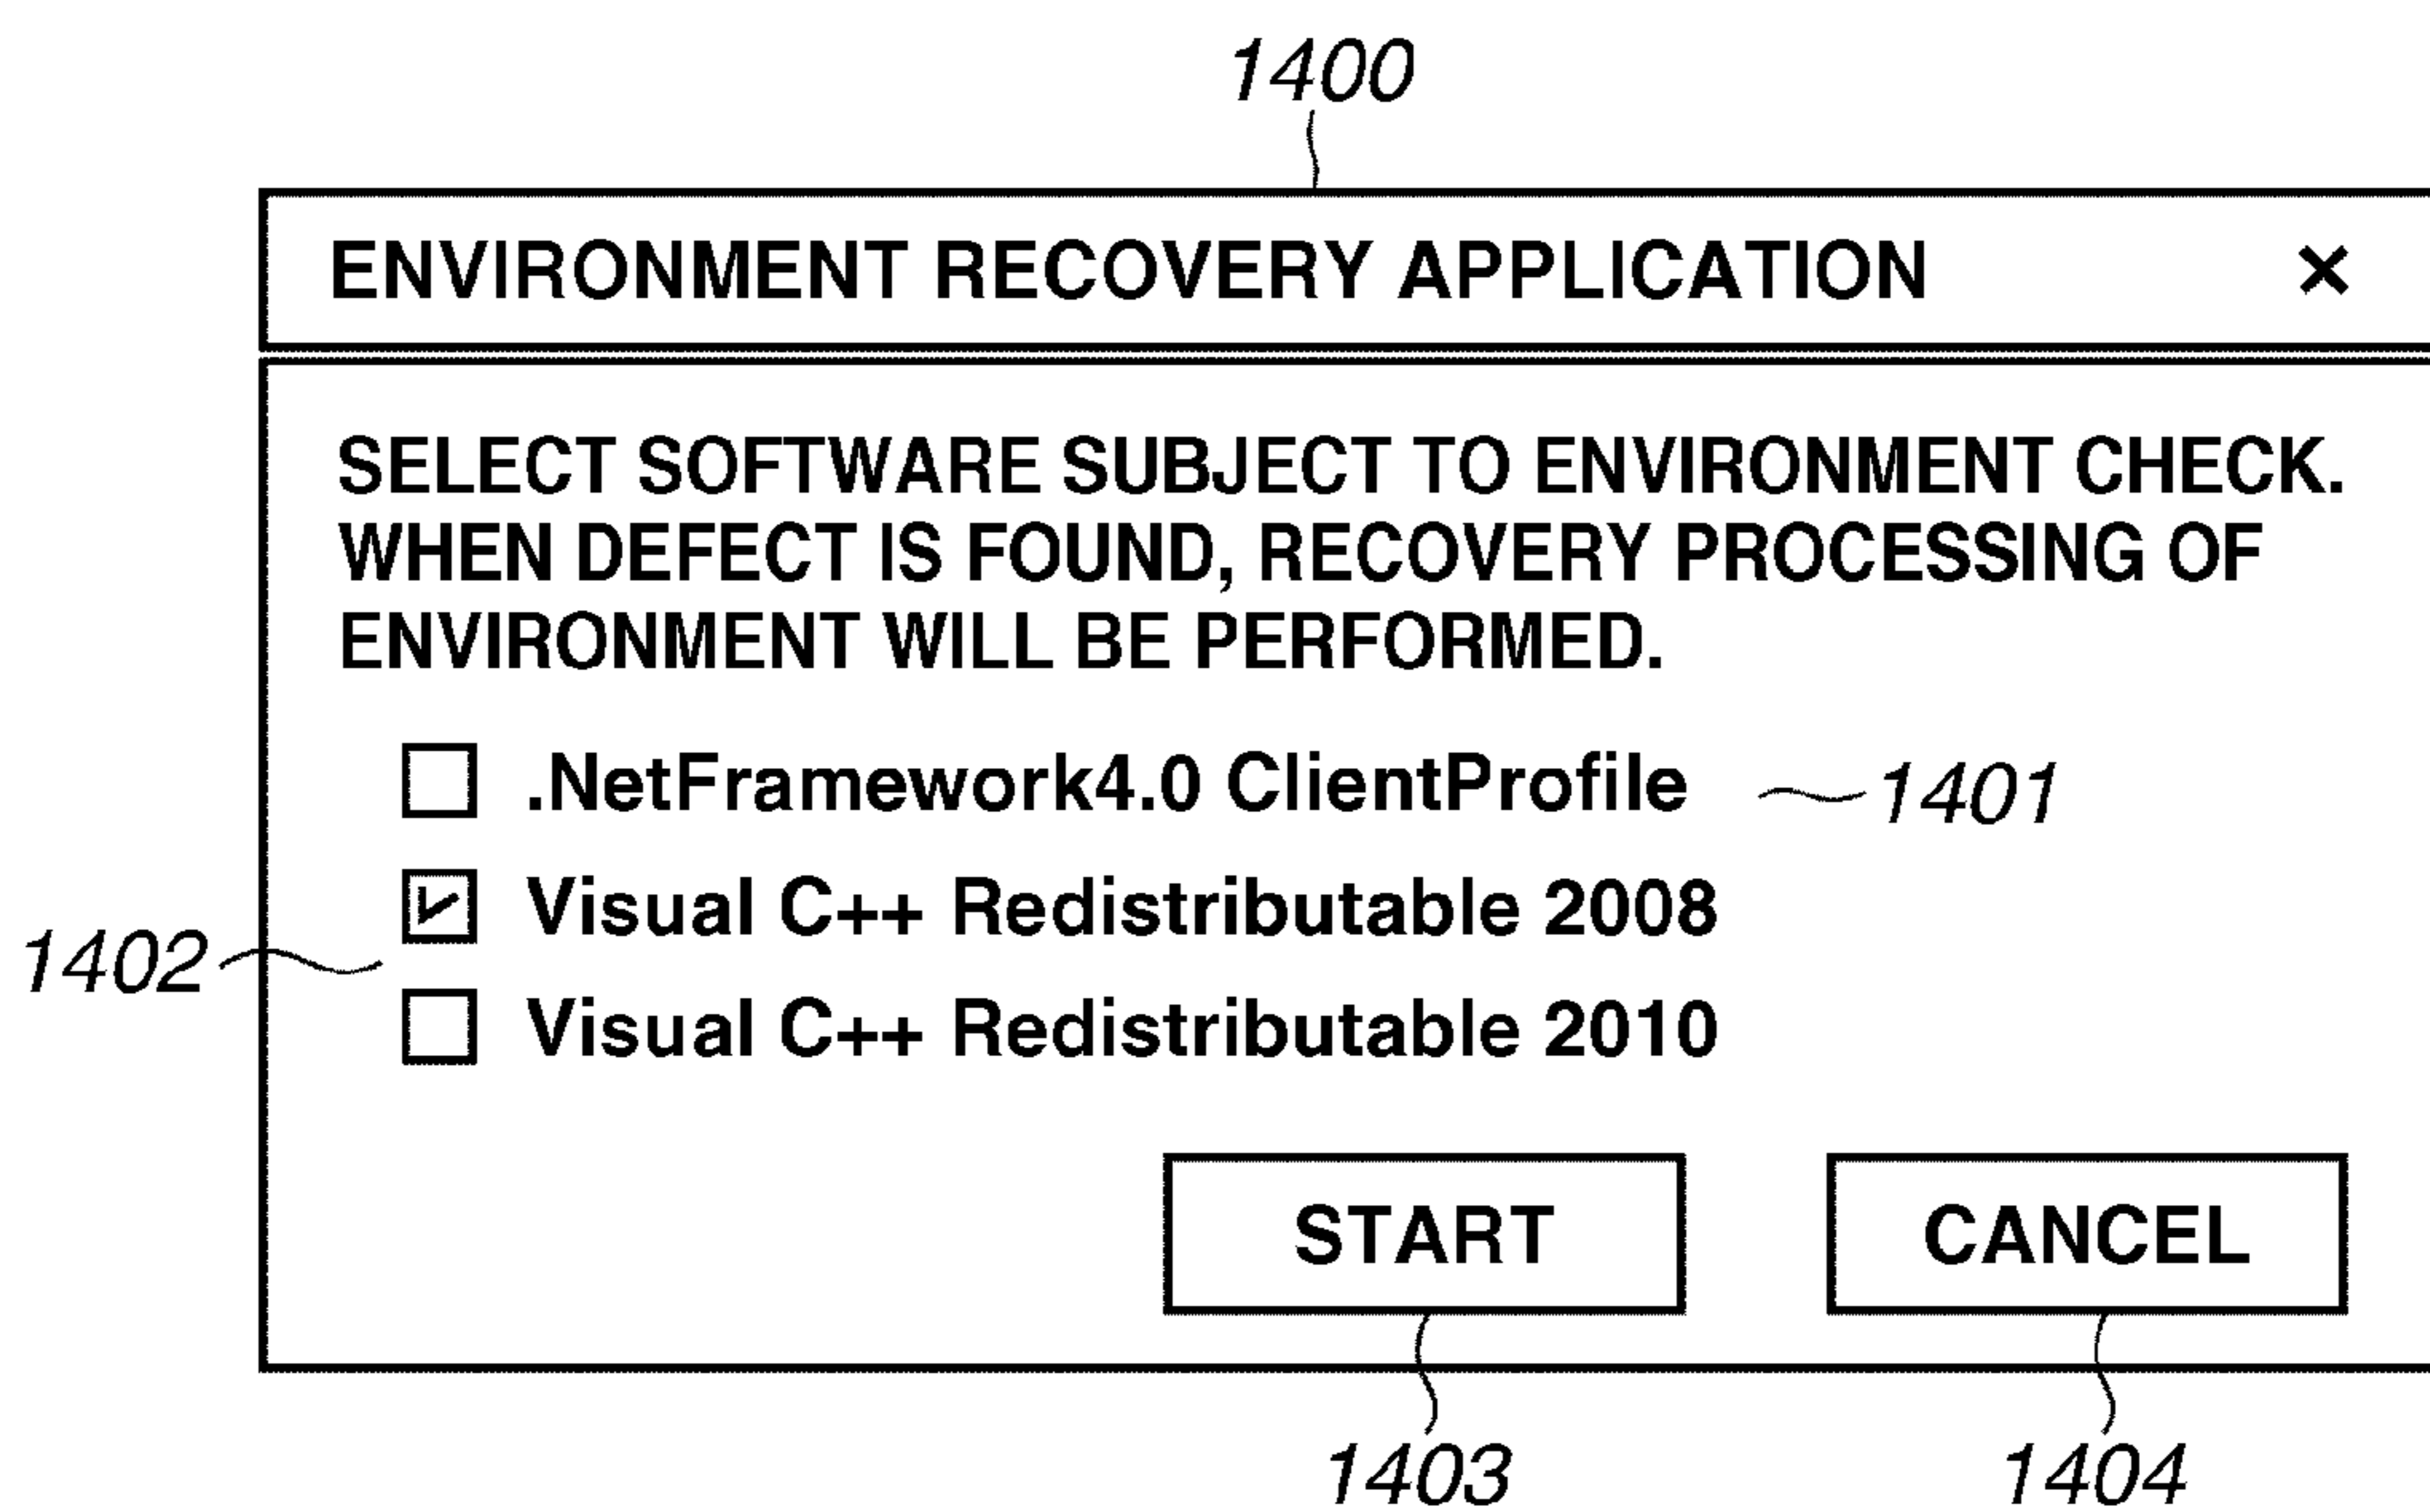 1400
ENVIRONMENT RECOVERY APPLICATION ×
SELECT SOFTWARE SUBJECT TO ENVIRONMENT CHECK.
WHEN DEFECT IS FOUND, RECOVERY PROCESSING OF
ENVIRONMENT WILL BE PERFORMED.
.NetFramework4.0 ClientProfile 1401
Visual C++ Redistributable 2008
1402
Visual C++ Redistributable 2010
START CANCEL
1403 1404